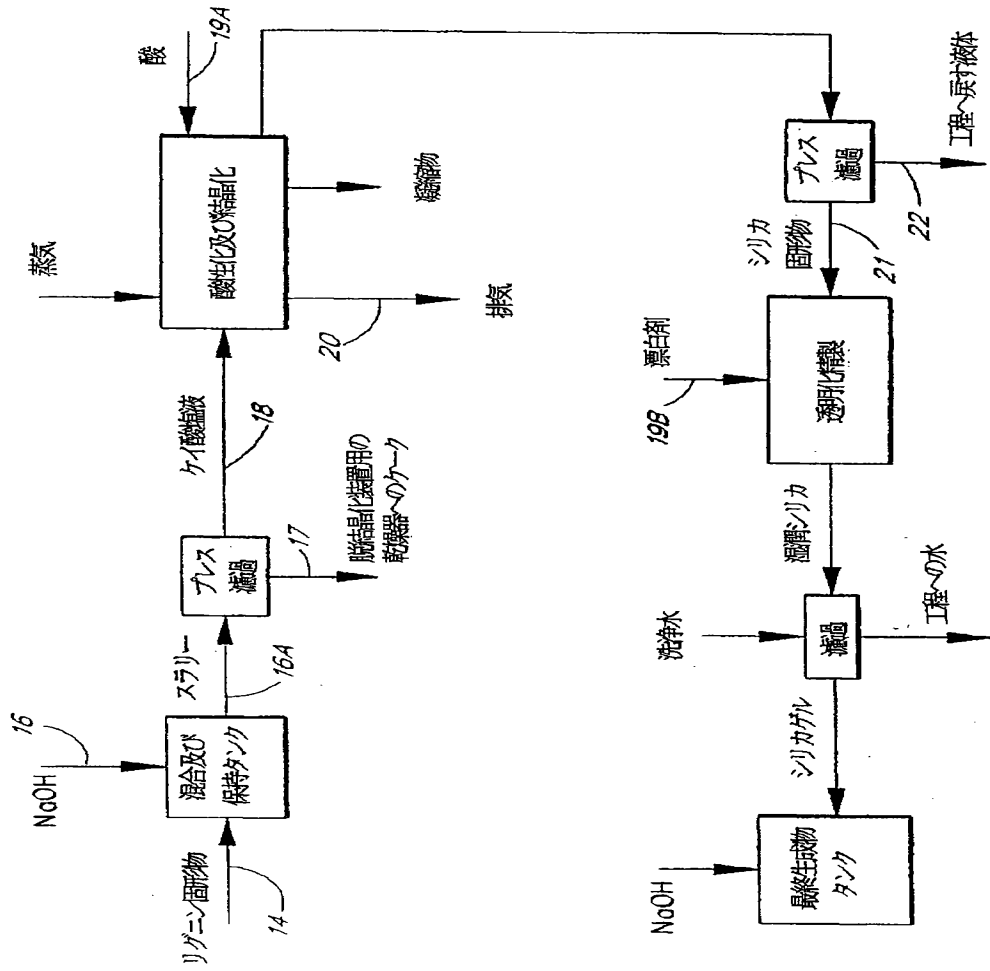 NaOH
16
リグニン固形物
14
混合及び
保持タンク
スラリー
16A
プレス
濾過
17
脱結晶化装置用の
乾燥器へのケーク
ケイ酸塩液
18
蒸気
酸
19A
酸性化及び結晶化
20
排気
凝縮物
プレス
濾過
22
工程へ戻す液体
シリカ
固形物
21
漂白剤
19B
透明化精製
湿潤シリカ
洗浄水
濾過
工程への水
シリカゲル
NaOH
最終生成物
タンク